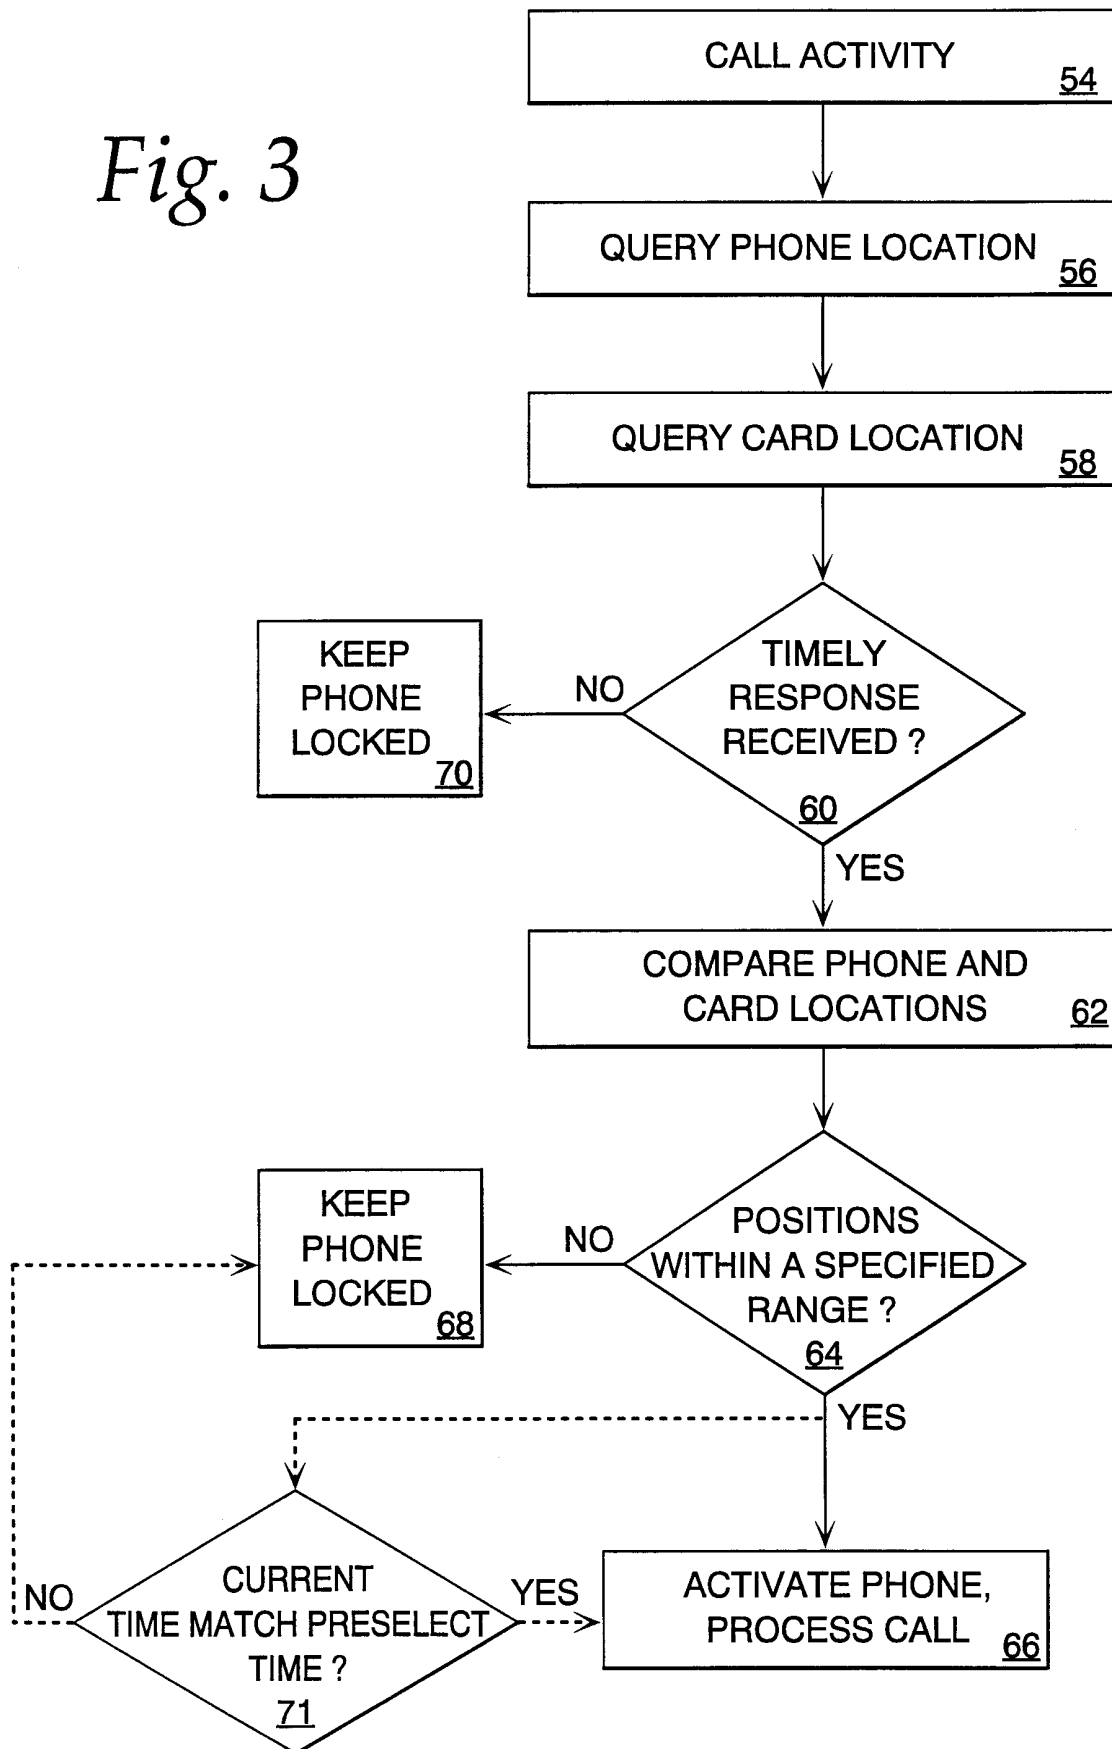 Fig. 3
CALL ACTIVITY
54
QUERY PHONE LOCATION
56
QUERY CARD LOCATION
58
TIMELY
RESPONSE
RECEIVED ?
60
NO
KEEP
PHONE
LOCKED
70
YES
COMPARE PHONE AND
CARD LOCATIONS
62
POSITIONS
WITHIN A SPECIFIED
RANGE ?
64
NO
KEEP
PHONE
LOCKED
68
YES
CURRENT
TIME MATCH PRESELECT
TIME ?
71
NO
YES
ACTIVATE PHONE,
PROCESS CALL
66